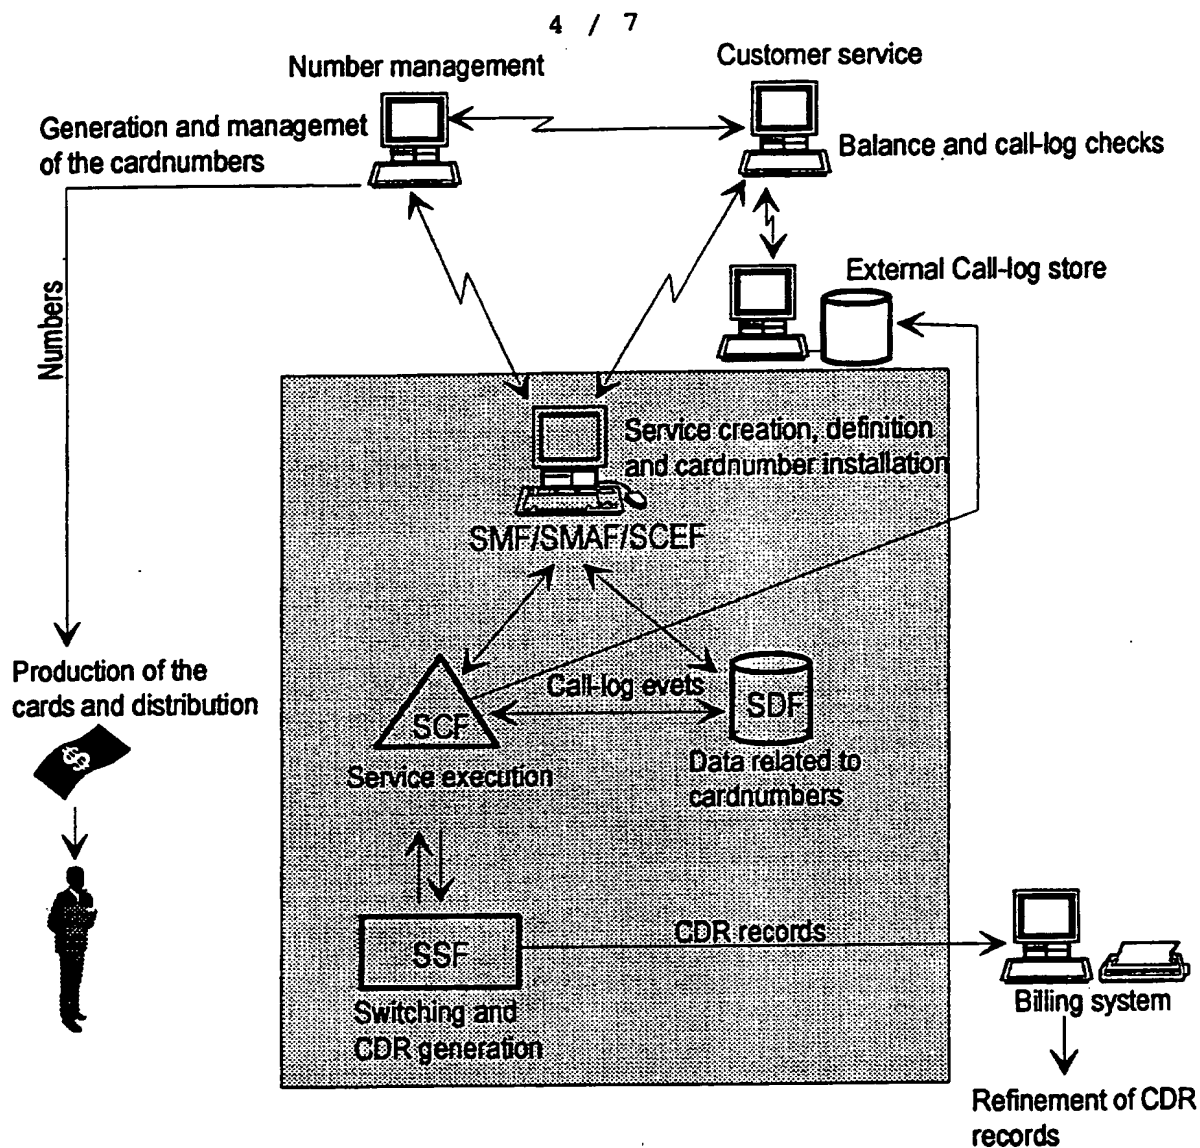 4 / 7
Number management
Customer service
Generation and managemet
of the cardnumbers
Balance and call-log checks
External Call-log store
Numbers
Service creation, definition
and cardnumber installation
SMF/SMAF/SCEF
Production of the
cards and distribution
$
Call-log evets
SCF
SDF
Service execution
Data related to
cardnumbers
SSF
CDR records
Switching and
CDR generation
Billing system
Refinement of CDR
records